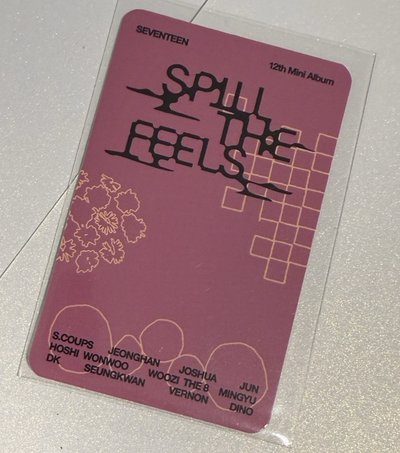 SEVENTEEN
12th Mini Album
SPILL
THE
FEELS
S.COUPS JEONGHAN JOSHUA JUN
HOSHI WONWOO WOOZI THE 8 MINGYU
DK SEUNGKWAN VERNON DINO